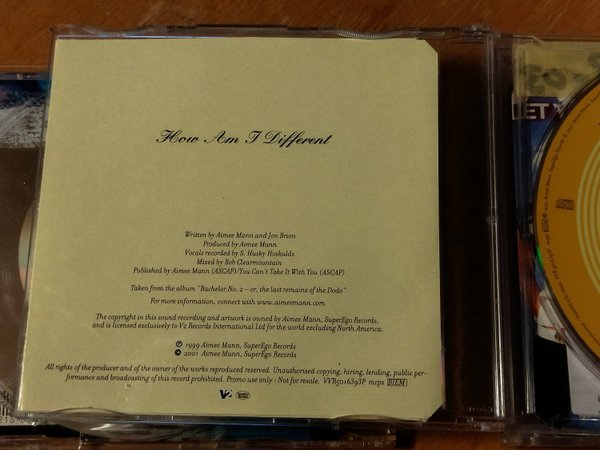 How Am I Different
Written by Aimee Mann and Jon Brion
Produced by Aimee Mann
Vocals recorded by S. Husky Hoskulds
Mixed by Bob Clearmountain
Published by Aimee Mann (ASCAP)/You Can't Take It With You (ASCAP)
Taken from the album "Bachelor No. 2 – or, the last remains of the Dodo"
For more information, connect with www.aimeemann.com
The copyright in this sound recording and artwork is owned by Aimee Mann, SuperEgo Records,
and is licensed exclusively to V2 Records International Ltd for the world excluding North America.
℗ 1999 Aimee Mann, SuperEgo Records
© 2001 Aimee Mann, SuperEgo Records
All rights of the producer and of the owner of the works reproduced reserved. Unauthorised copying, hiring, lending, public per-
formance and broadcasting of this record prohibited. Promo use only : Not for resale. VVR5016393P mcps BIEM
V2